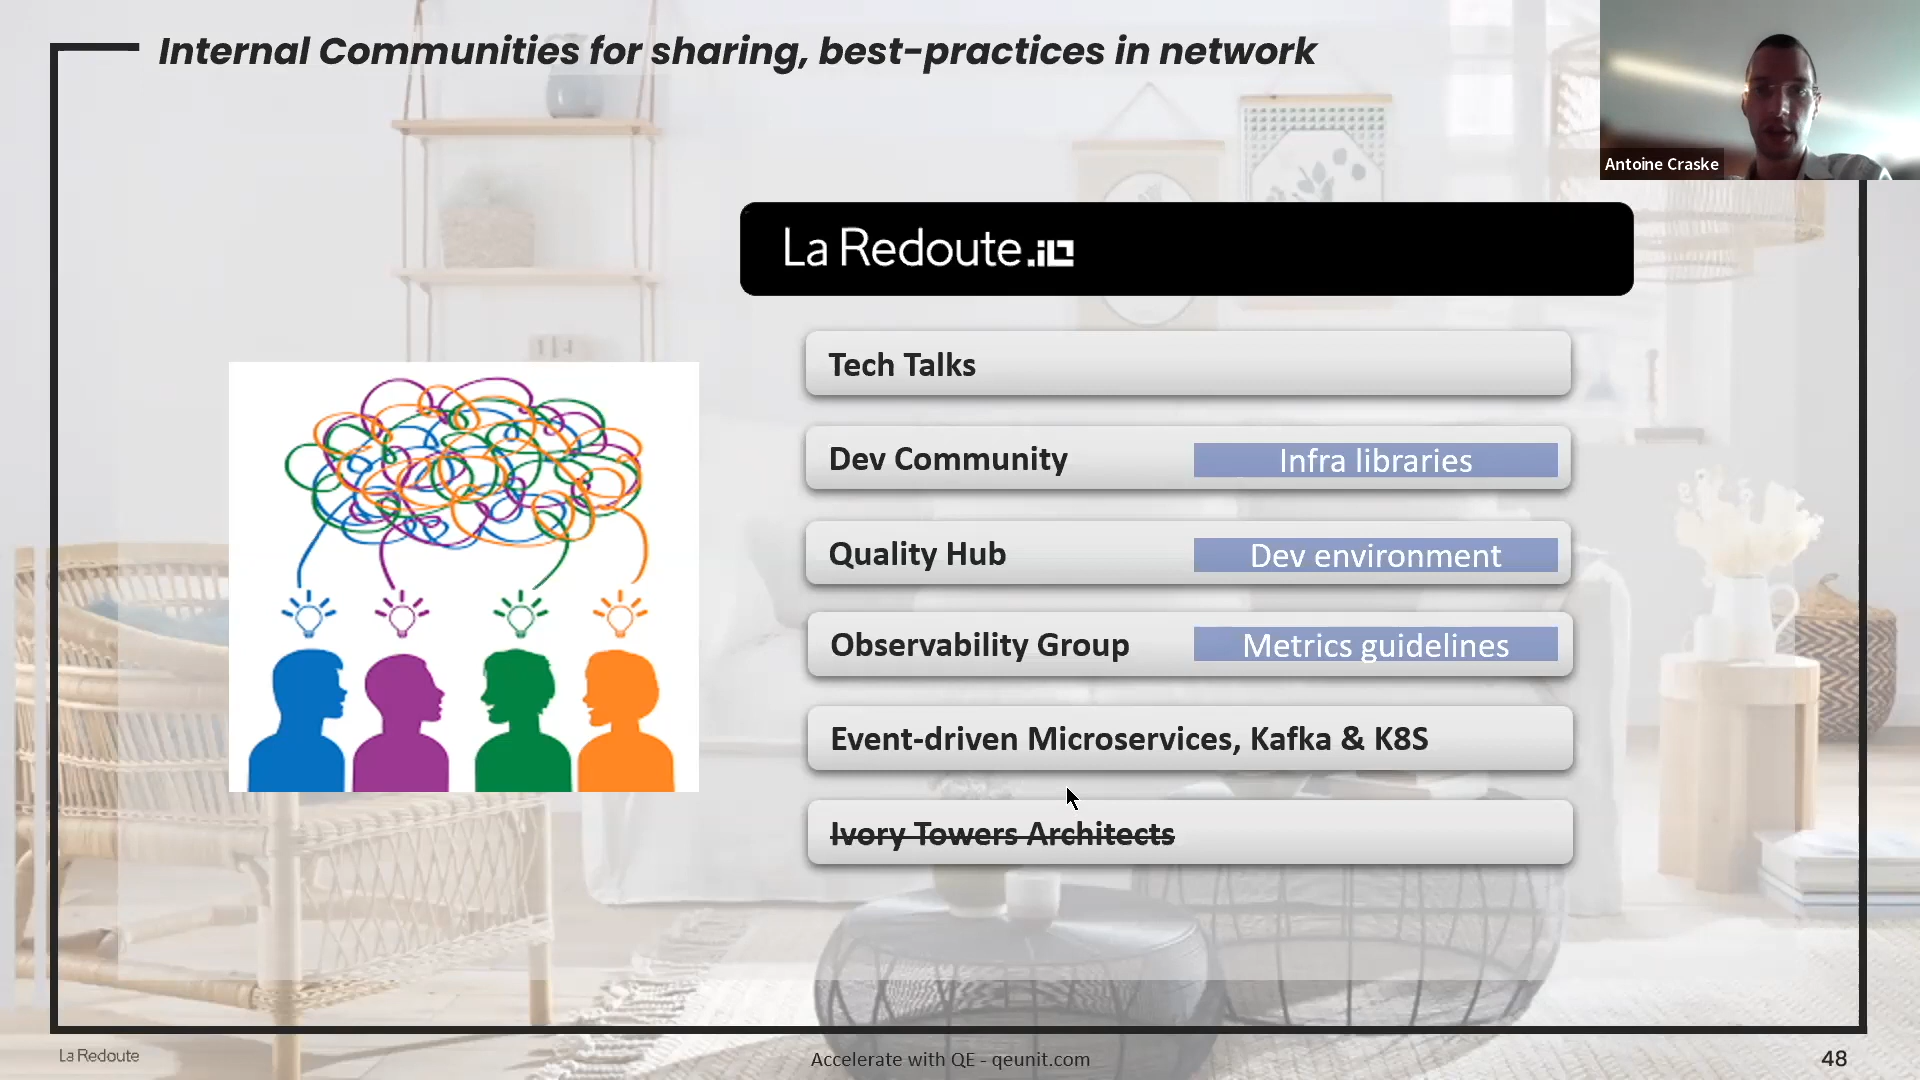 Internal Communities for sharing, best-practices in network
Antoine Craske
La Redoute.io
Tech Talks
Dev Community
Infra libraries
Quality Hub
Dev environment
Observability Group
Metrics guidelines
Event-driven Microservices, Kafka & K8S
Ivory Towers Architects
La Redoute
Accelerate with QE - qeunit.com
48